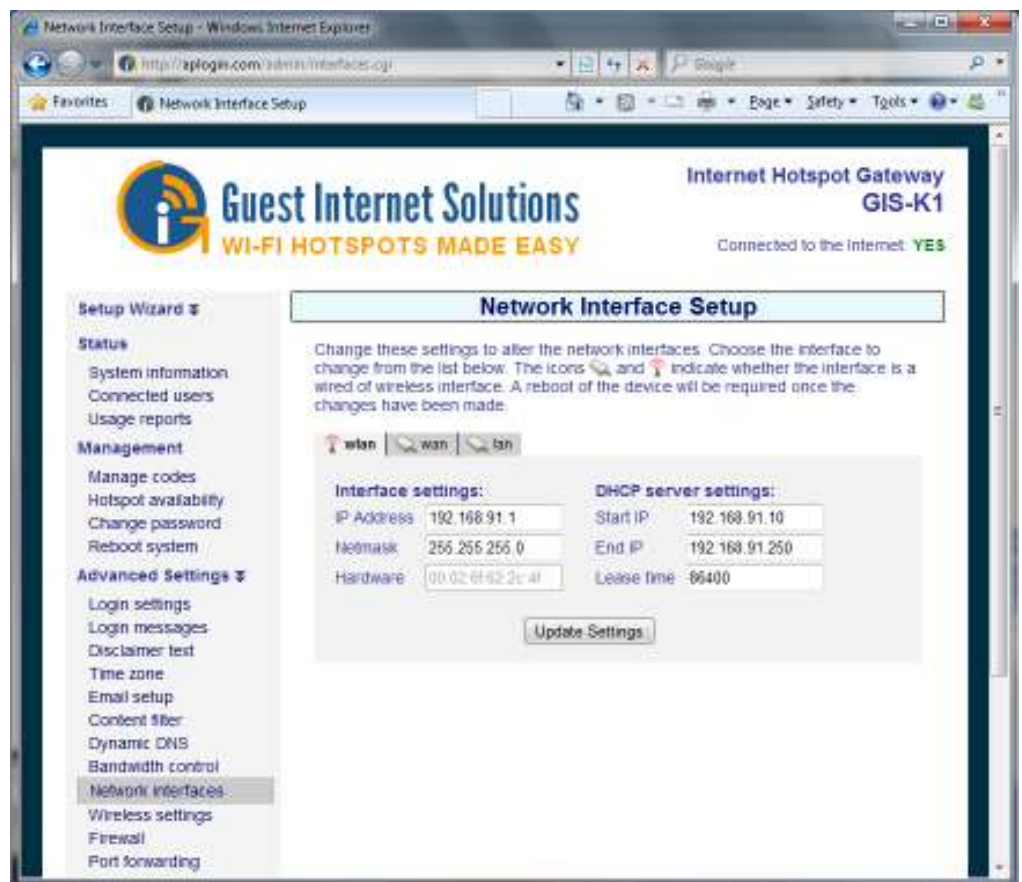 Network Interface Setup - Windows Internet Explorer
http://aplogin.com/admin/interfaces.cgi
Google
Favorites
Network Interface Setup
Page
Safety
Tools
Guest Internet Solutions
WI-FI HOTSPOTS MADE EASY
Internet Hotspot Gateway
GIS-K1
Connected to the Internet: YES
Setup Wizard
Status
System information
Connected users
Usage reports
Management
Manage codes
Hotspot availability
Change password
Reboot system
Advanced Settings
Login settings
Login messages
Disclaimer text
Time zone
Email setup
Content filter
Dynamic DNS
Bandwidth control
Network interfaces
Wireless settings
Firewall
Port forwarding
Network Interface Setup
Change these settings to alter the network interfaces. Choose the interface to
change from the list below. The icons and indicate whether the interface is a
wired of wireless interface. A reboot of the device will be required once the
changes have been made.
wlan
wan
lan
Interface settings:
IP Address 192.168.91.1
Netmask 255.255.255.0
Hardware
DHCP server settings:
Start IP 192.168.91.10
End IP 192.168.91.250
Lease time 86400
Update Settings